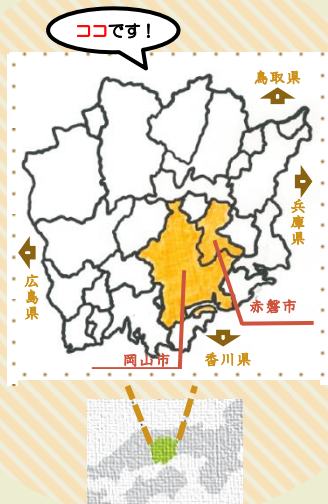 ココです！
鳥取県
兵庫県
広島県
赤磐市
岡山市
香川県